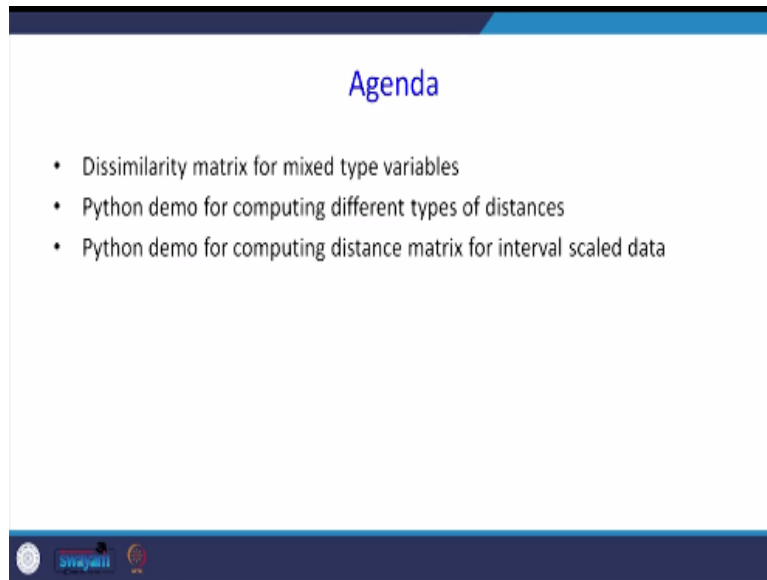 Agenda
• Dissimilarity matrix for mixed type variables
• Python demo for computing different types of distances
• Python demo for computing distance matrix for interval scaled data
swayam